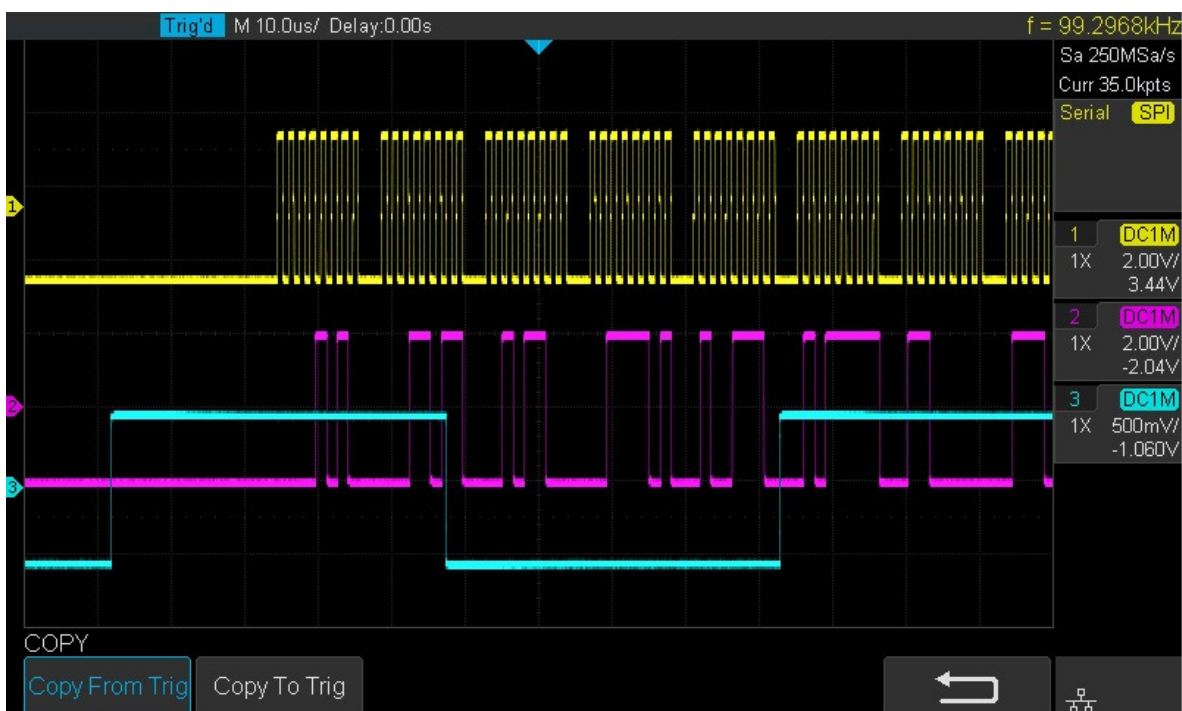 Trig'd M 10.0us/ Delay:0.00s f = 99.2968kHz
Sa 250MSa/s
Curr 35.0kpts
Serial SPI
1
1 DC1M
1X 2.00V/
3.44V
2 DC1M
1X 2.00V/
-2.04V
2
3 DC1M
1X 500mV/
-1.060V
3
COPY
Copy From Trig Copy To Trig